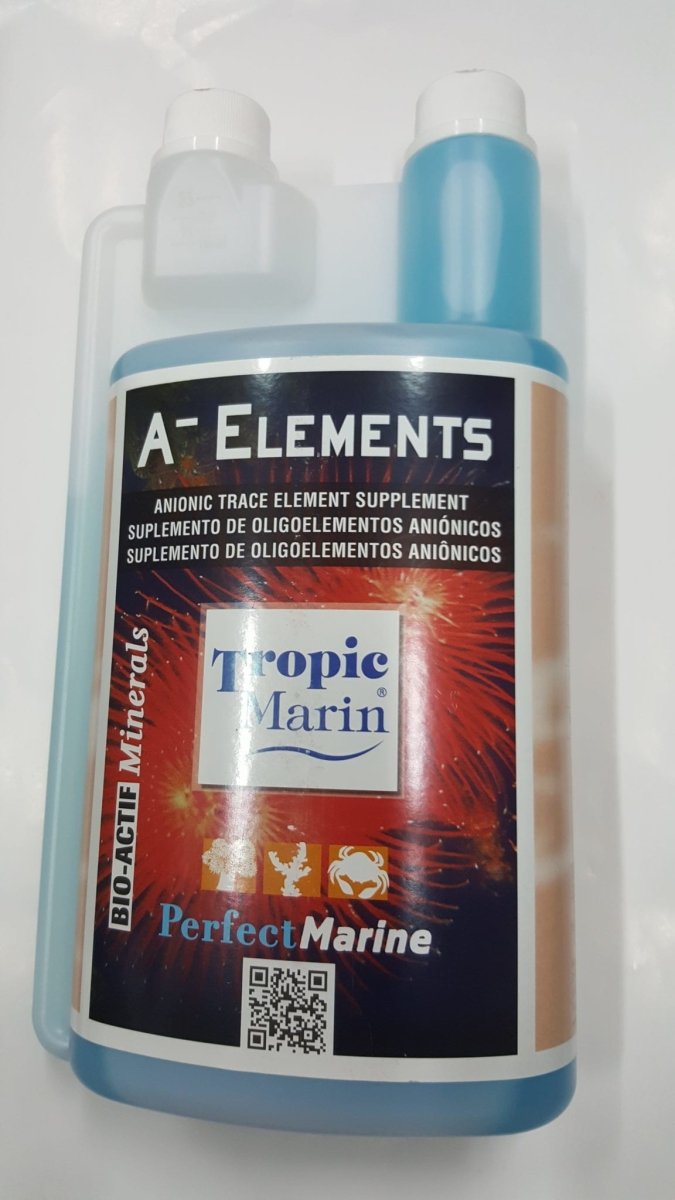 A- ELEMENTS
ANIONIC TRACE ELEMENT SUPPLEMENT
SUPLEMENTO DE OLIGOELEMENTOS ANIÓNICOS
SUPLEMENTO DE OLIGOELEMENTOS ANIÔNICOS
Tropic
Marin®
BIO-ACTIF Minerals
PerfectMarine